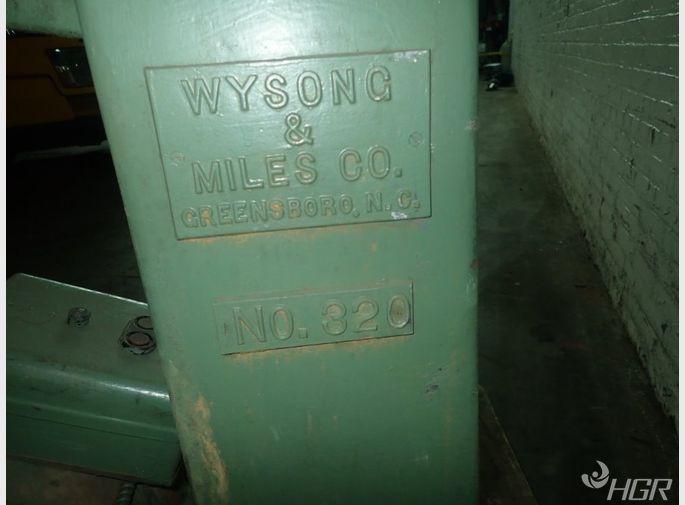 WYSONG
&
MILES CO.
GREENSBORO, N.C.
NO. 320
HGR